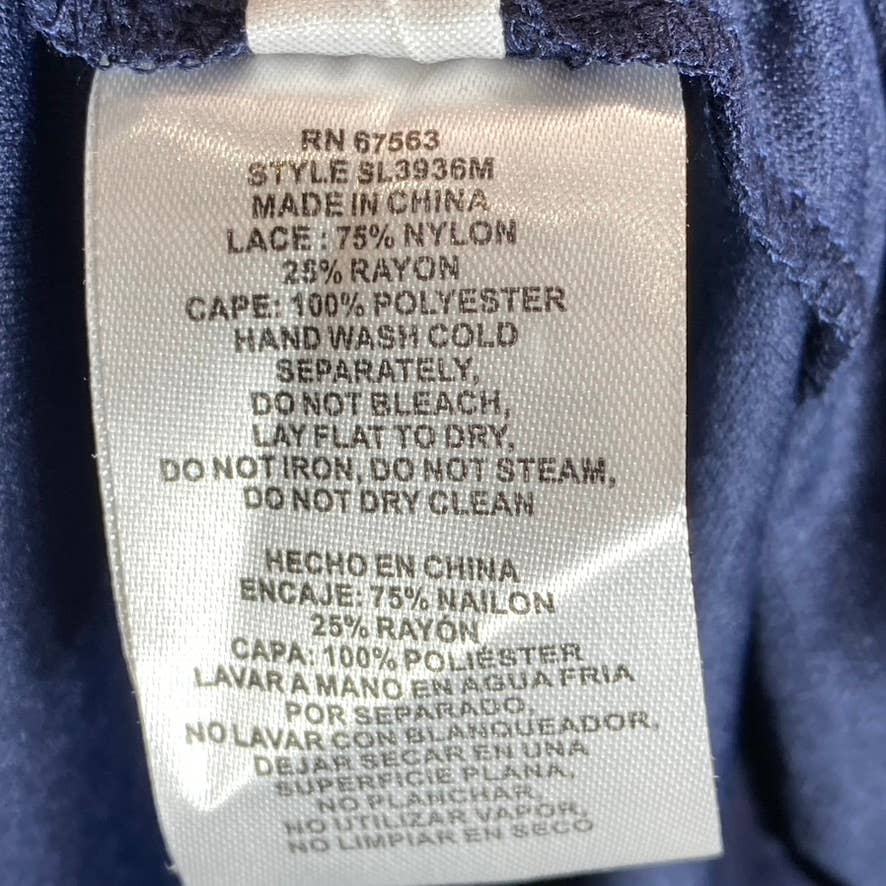 RN 67563
STYLE SL3936M
MADE IN CHINA
LACE : 75% NYLON
25% RAYON
CAPE: 100% POLYESTER
HAND WASH COLD
SEPARATELY,
DO NOT BLEACH,
LAY FLAT TO DRY,
DO NOT IRON, DO NOT STEAM,
DO NOT DRY CLEAN
HECHO EN CHINA
ENCAJE: 75% NAILON
25% RAYÓN
CAPA: 100% POLIÉSTER
LAVAR A MANO EN AGUA FRIA
POR SEPARADO,
NO LAVAR CON BLANQUEADOR,
DEJAR SECAR EN UNA
SUPERFICIE PLANA,
NO PLANCHAR,
NO UTILIZAR VAPOR,
NO LIMPIAR EN SECO